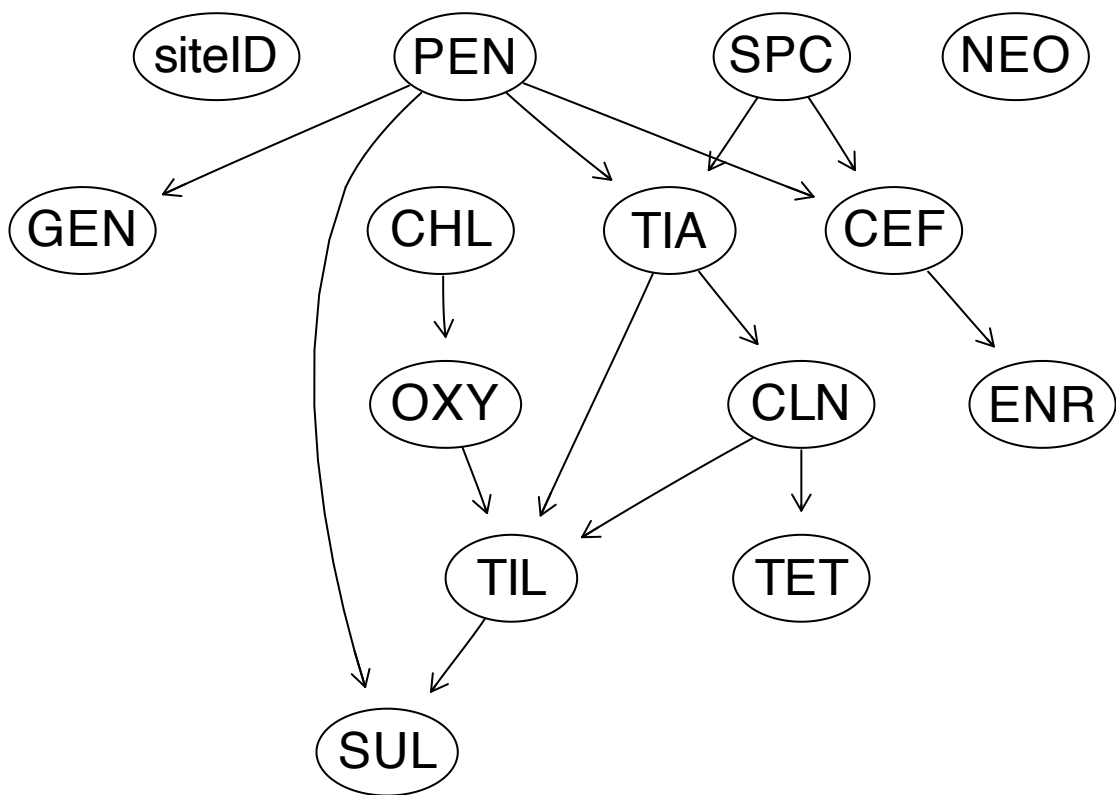 siteID PEN SPC NEO
GEN CHL TIA CEF
OXY CLN ENR
TIL TET
SUL